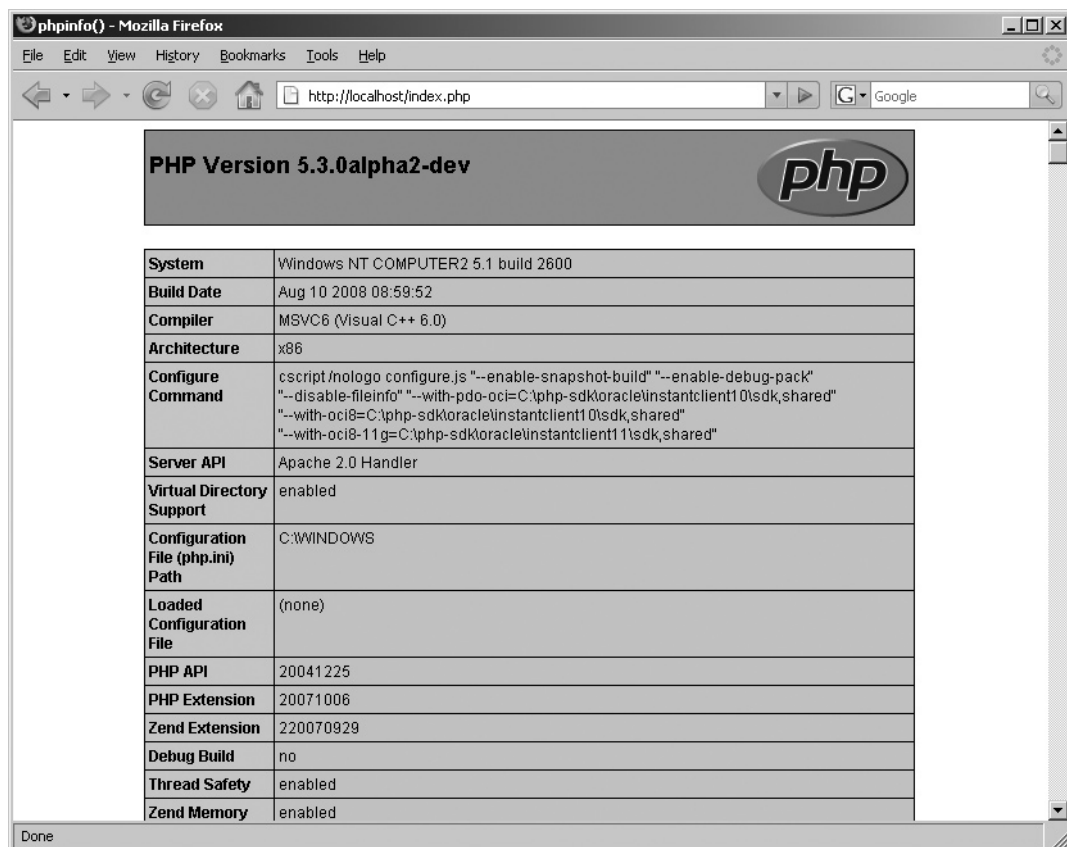 phpinfo() - Mozilla Firefox
File Edit View History Bookmarks Tools Help
http://localhost/index.php
G Google
PHP Version 5.3.0alpha2-dev
php
System Windows NT COMPUTER2 5.1 build 2600
Build Date Aug 10 2008 08:59:52
Compiler MSVC6 (Visual C++ 6.0)
Architecture x86
Configure cscript /nologo configure.js "--enable-snapshot-build" "--enable-debug-pack"
Command "--disable-fileinfo" "--with-pdo-oci=C:\php-sdk\oracle\instantclient10\sdk,shared"
"--with-oci8=C:\php-sdk\oracle\instantclient10\sdk,shared"
"--with-oci8-11g=C:\php-sdk\oracle\instantclient11\sdk,shared"
Server API Apache 2.0 Handler
Virtual Directory enabled
Support
Configuration C:\WINDOWS
File (php.ini)
Path
Loaded (none)
Configuration
File
PHP API 20041225
PHP Extension 20071006
Zend Extension 220070929
Debug Build no
Thread Safety enabled
Zend Memory enabled
Done